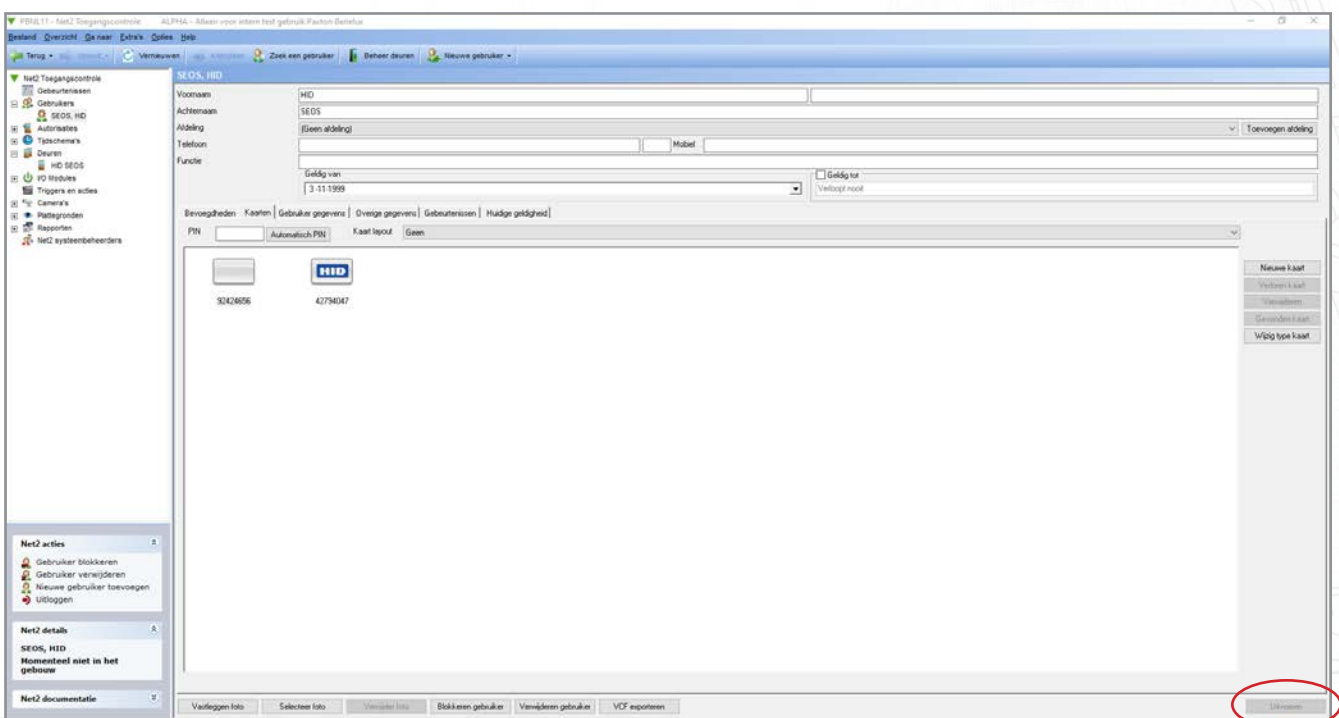 PBNL11 - Net2 Toegangscontrole ALPHA - Alleen voor intern test gebruik Paxton Benelux
Bestand Overzicht Ga naar Extra's Opties Help
Terug Vernieuwen Zoek een gebruiker Beheer deuren Nieuwe gebruiker
Net2 Toegangscontrole
Gebeurtenissen
Gebruikers
SEOS, HID
Autorisaties
Tijdschema's
Deuren
HID SEOS
I/O Modules
Triggers en acties
Camera's
Plattegronden
Rapporten
Net2 systeembeheerders
SEOS, HID
Voornaam HID
Achternaam SEOS
Afdeling (Geen afdeling) Toevoegen afdeling
Telefoon Mobiel
Functie
Geldig van Geldig tot
3 -11-1999 Verloopt nooit
Bevoegdheden Kaarten Gebruiker gegevens Overige gegevens Gebeurtenissen Huidige geldigheid
PIN Automatisch PIN Kaart layout Geen
HID
92424656 42794047
Nieuwe kaart
Verloren kaart
Verwijderen
Gevonden kaart
Wijzig type kaart
Net2 acties
Gebruiker blokkeren
Gebruiker verwijderen
Nieuwe gebruiker toevoegen
Uitloggen
Net2 details
SEOS, HID
Momenteel niet in het
gebouw
Net2 documentatie
Vastleggen foto Selecteer foto Verwijder foto Blokkeren gebruiker Verwijderen gebruiker VCF exporteren Uitvoeren